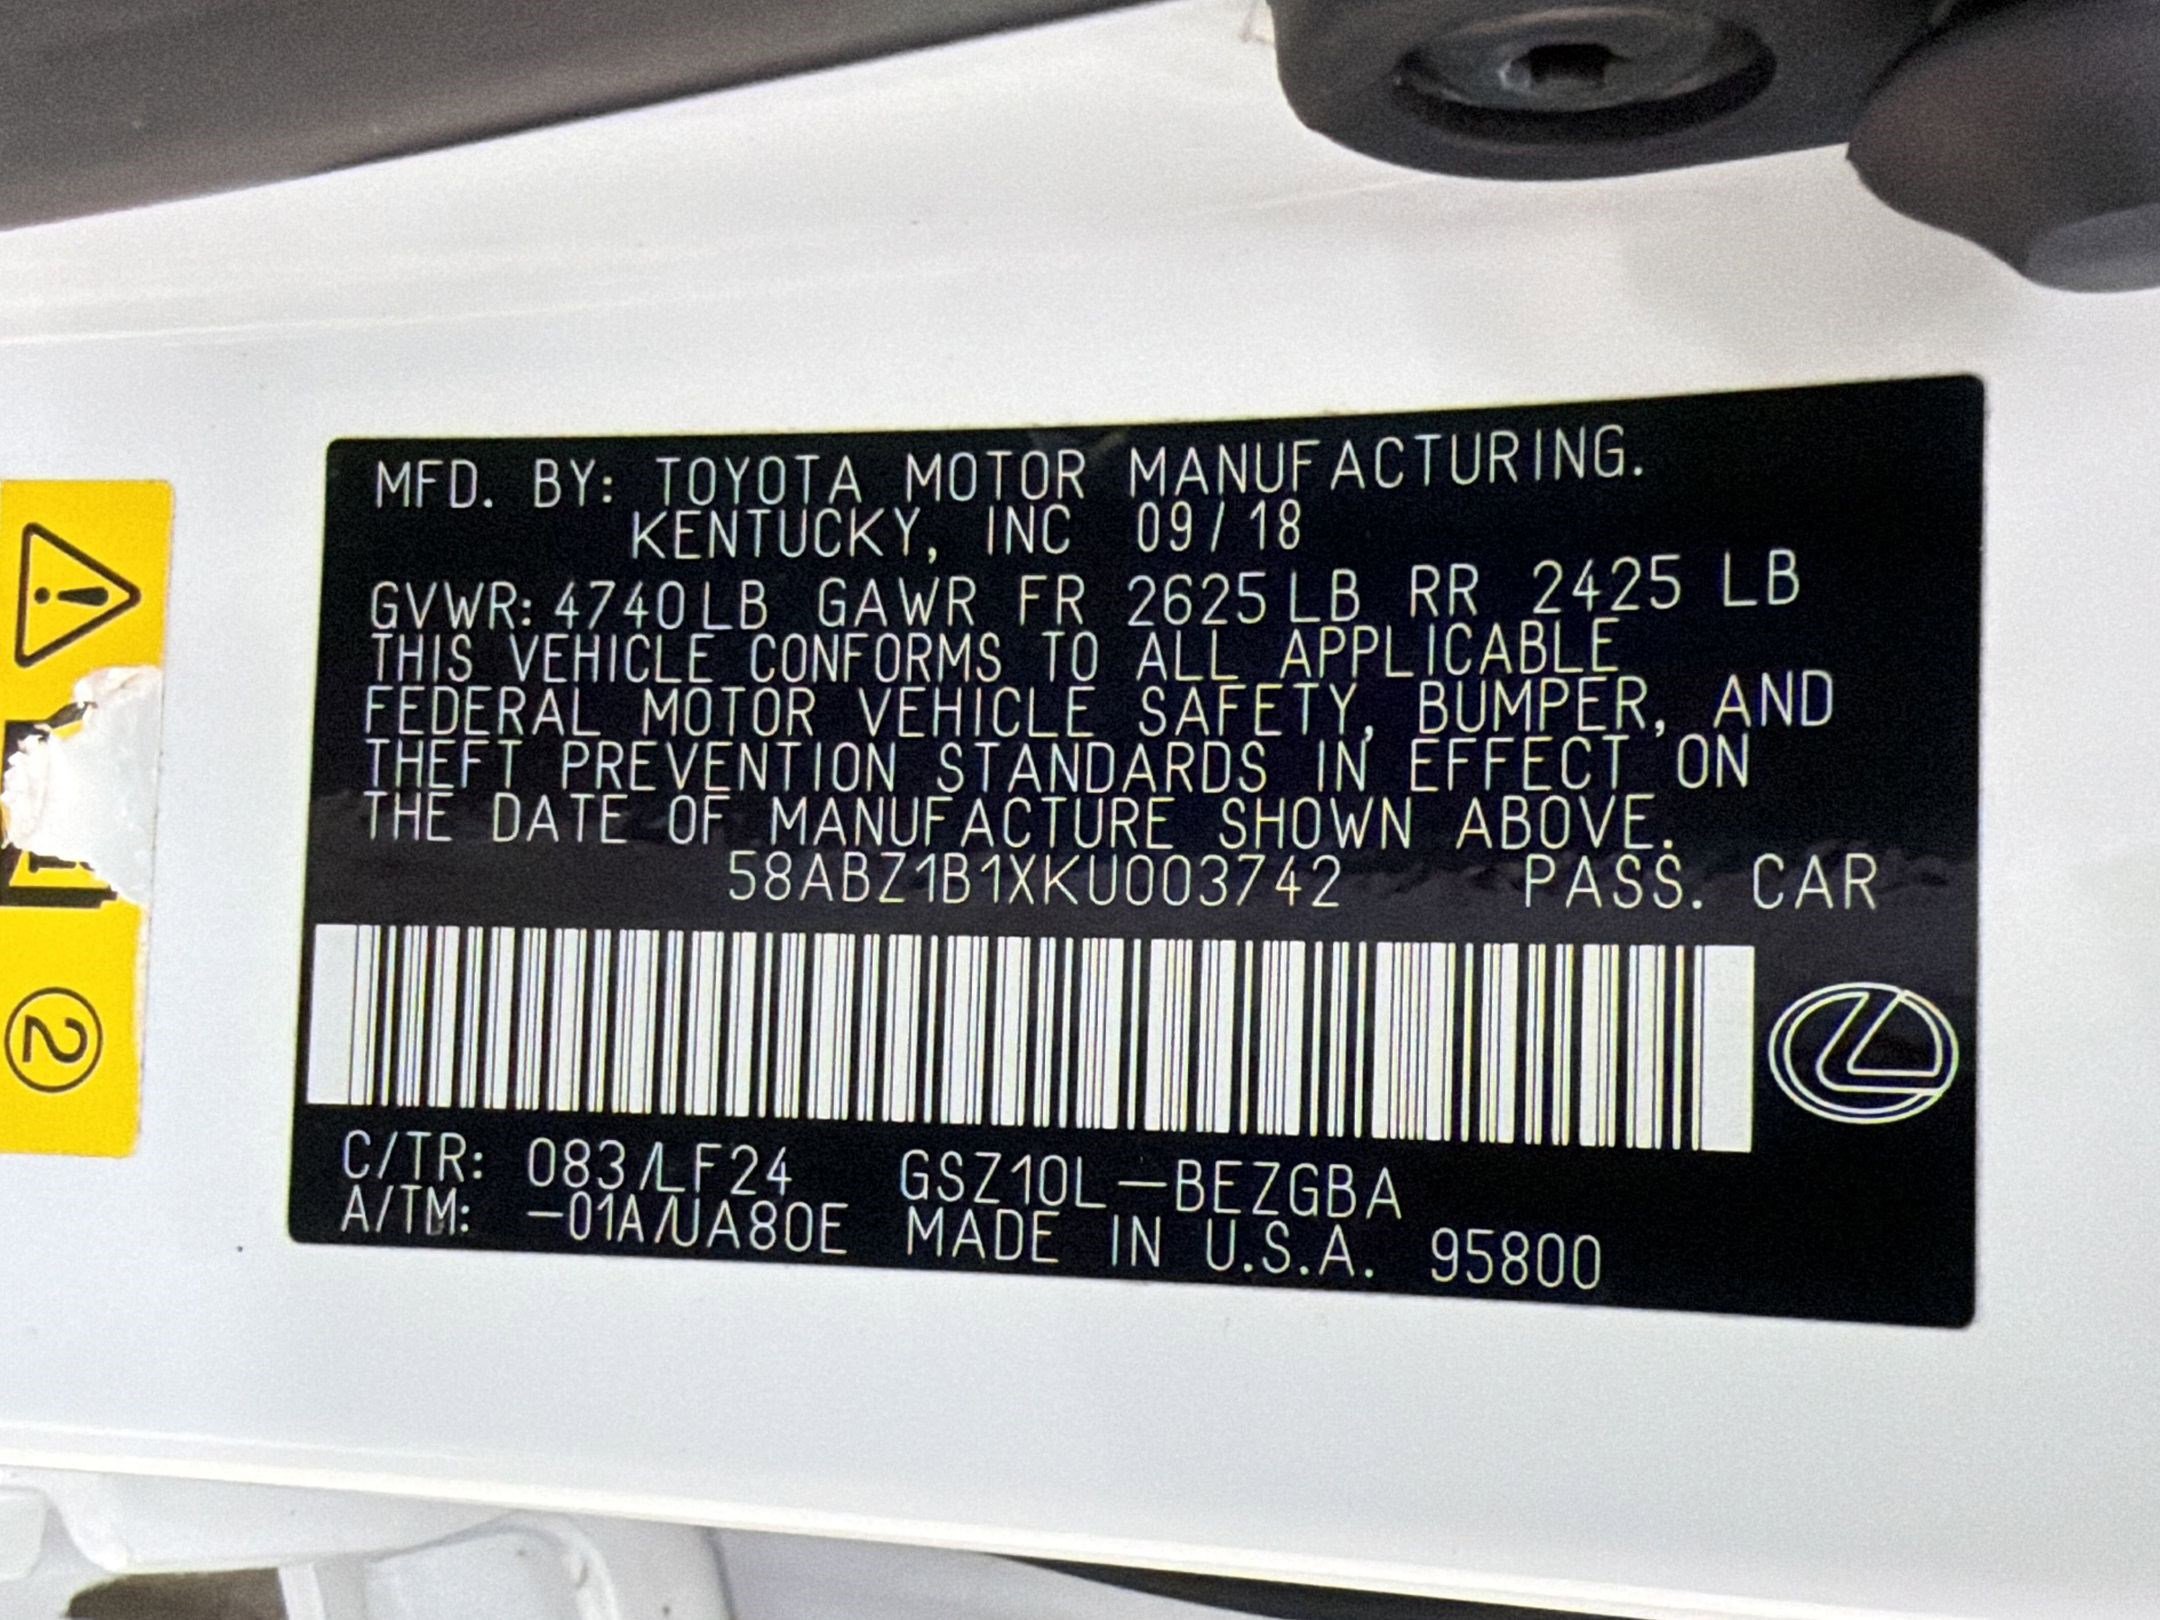 MFD. BY: TOYOTA MOTOR MANUFACTURING.
KENTUCKY, INC 09/18
GVWR: 4740LB GAWR FR 2625LB RR 2425 LB
THIS VEHICLE CONFORMS TO ALL APPLICABLE
FEDERAL MOTOR VEHICLE SAFETY, BUMPER, AND
THEFT PREVENTION STANDARDS IN EFFECT ON
THE DATE OF MANUFACTURE SHOWN ABOVE.
58ABZ1B1XKU003742 PASS. CAR
C/TR: 083/LF24 GSZ10L-BEZGBA
A/TM: -01A/UA80E MADE IN U.S.A. 95800
2